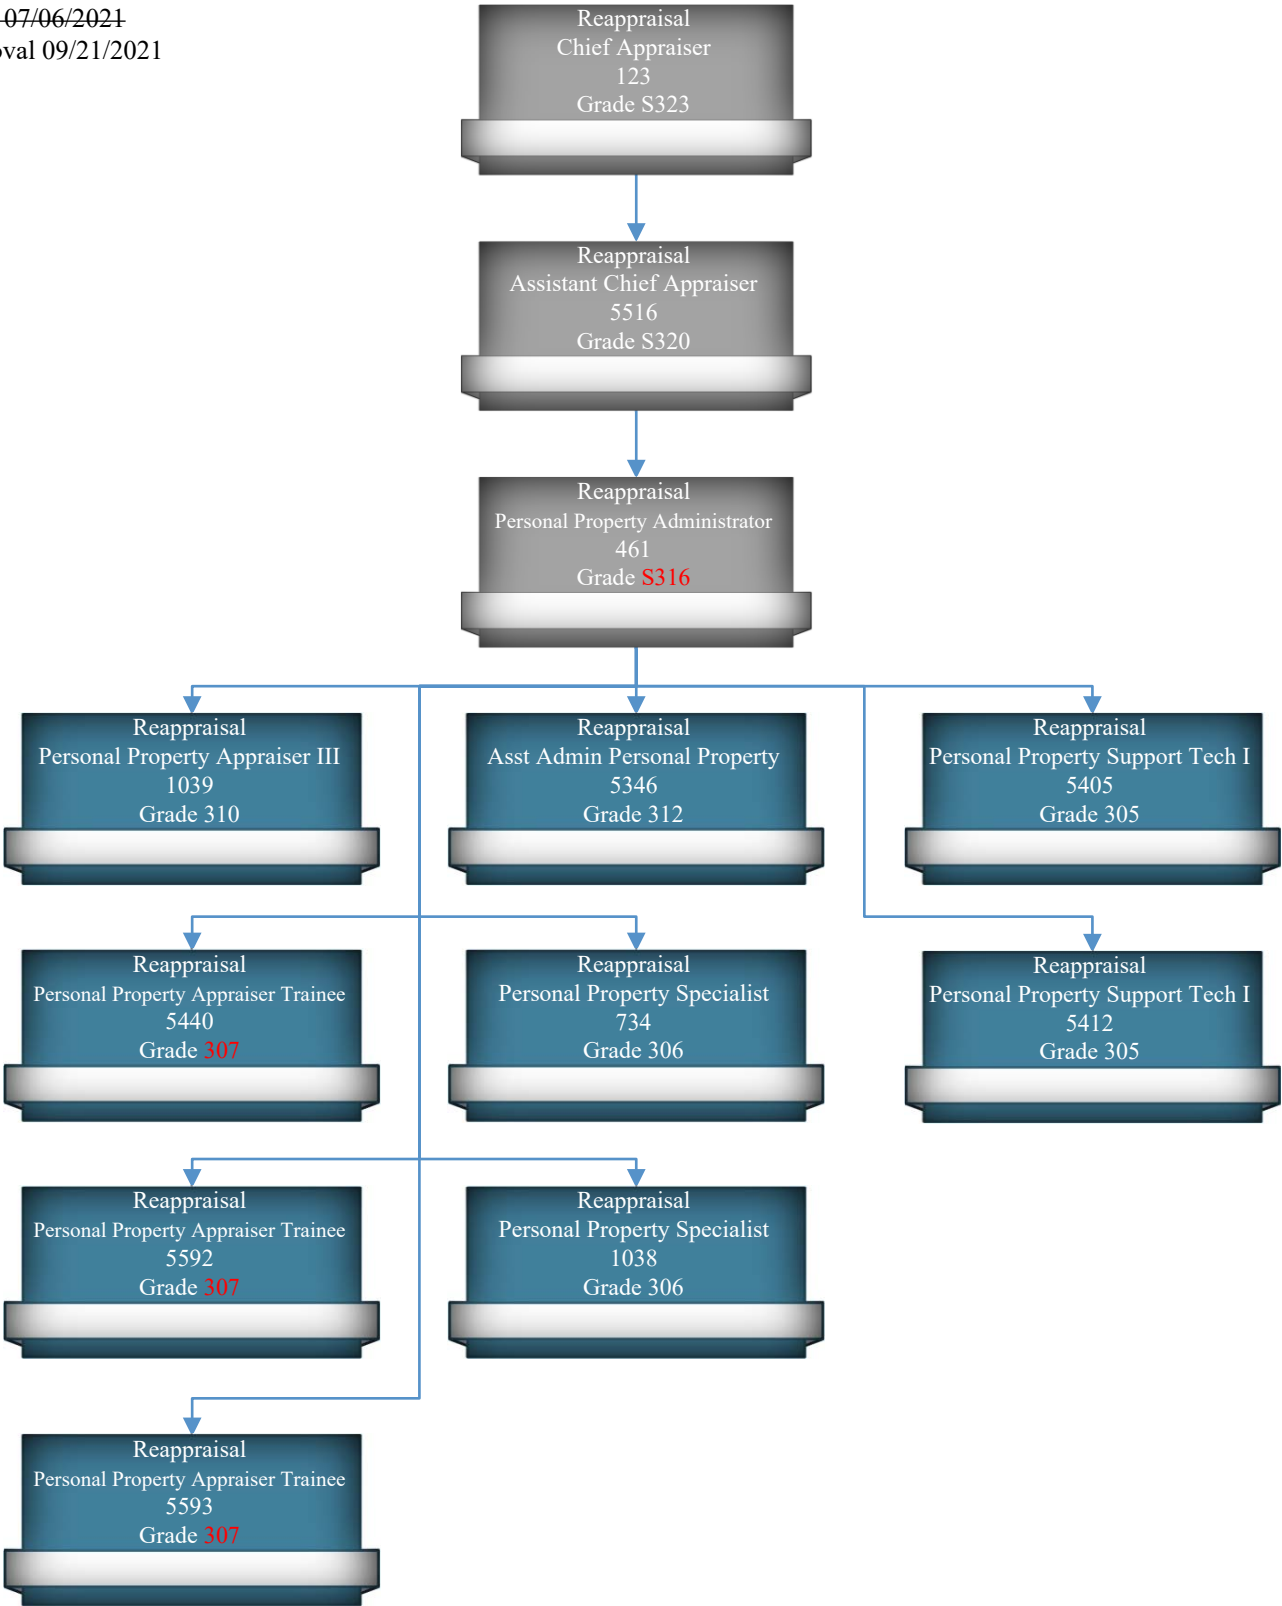 07/06/2021
09/21/2021
Reappraisal
Chief Appraiser
123
Grade S323
Reappraisal
Assistant Chief Appraiser
5516
Grade S320
Reappraisal
Personal Property Administrator
461
Grade S316
Reappraisal
Personal Property Appraiser III
1039
Grade 310
Reappraisal
Asst Admin Personal Property
5346
Grade 312
Reappraisal
Personal Property Support Tech I
5405
Grade 305
Reappraisal
Personal Property Appraiser Trainee
5440
Grade 307
Reappraisal
Personal Property Specialist
734
Grade 306
Reappraisal
Personal Property Support Tech I
5412
Grade 305
Reappraisal
Personal Property Appraiser Trainee
5592
Grade 307
Reappraisal
Personal Property Specialist
1038
Grade 306
Reappraisal
Personal Property Appraiser Trainee
5593
Grade 307